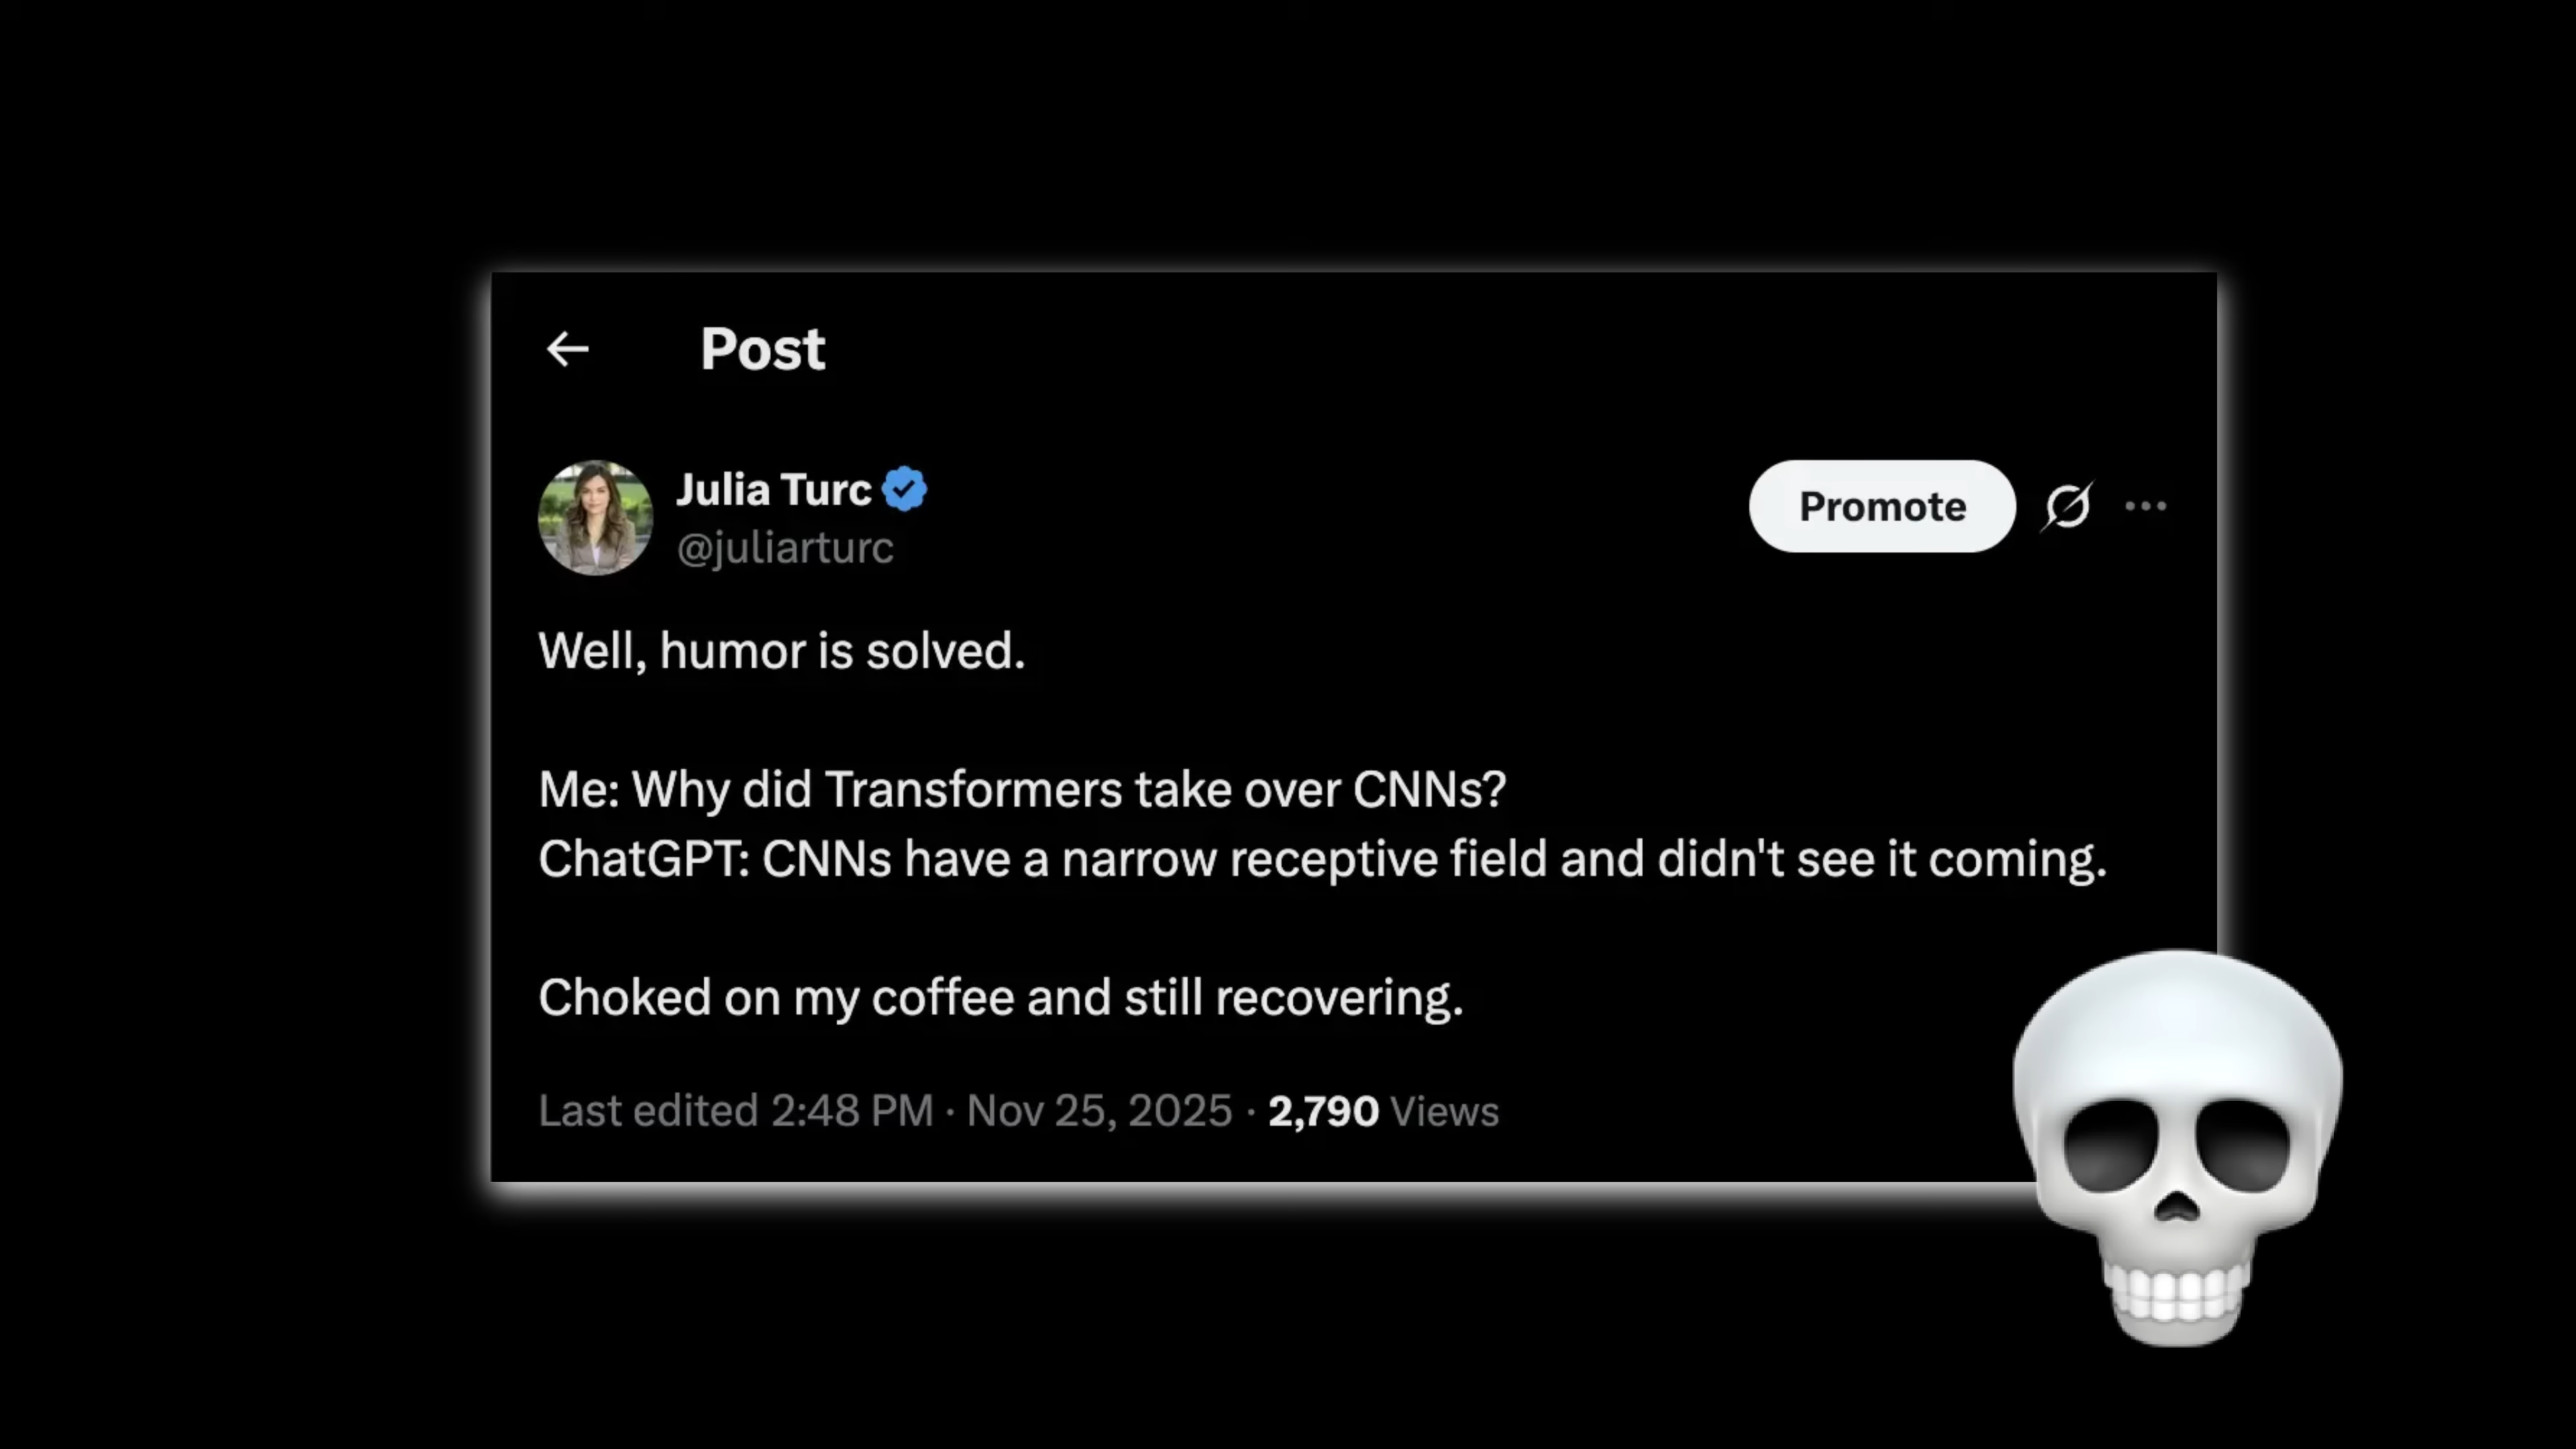 Post
Julia Turc
@juliarturc
Promote
Well, humor is solved.
Me: Why did Transformers take over CNNs?
ChatGPT: CNNs have a narrow receptive field and didn't see it coming.
Choked on my coffee and still recovering.
Last edited 2:48 PM · Nov 25, 2025 · 2,790 Views